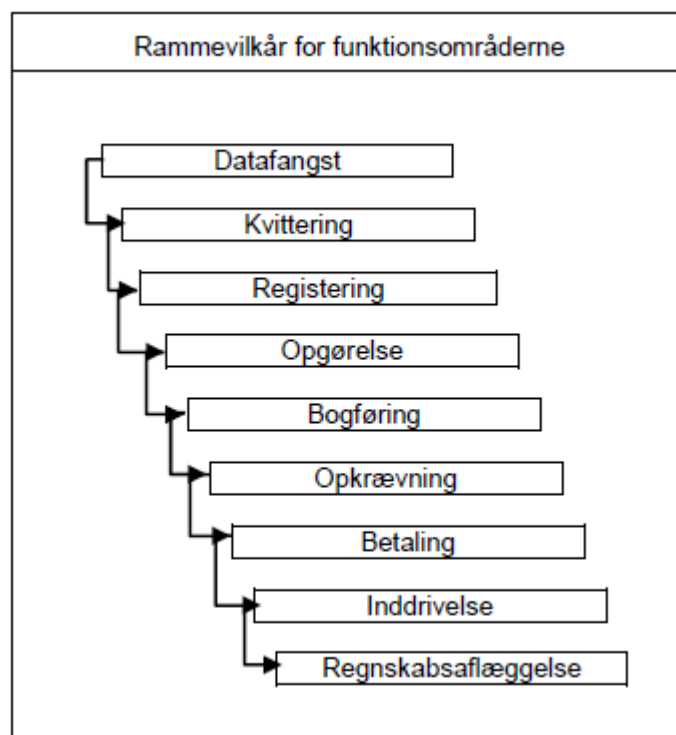 Rammevilkår for funktionsområderne
Datafangst
Kvittering
Registering
Opgørelse
Bogføring
Opkrævning
Betaling
Inddrivelse
Regnskabsaflæggelse